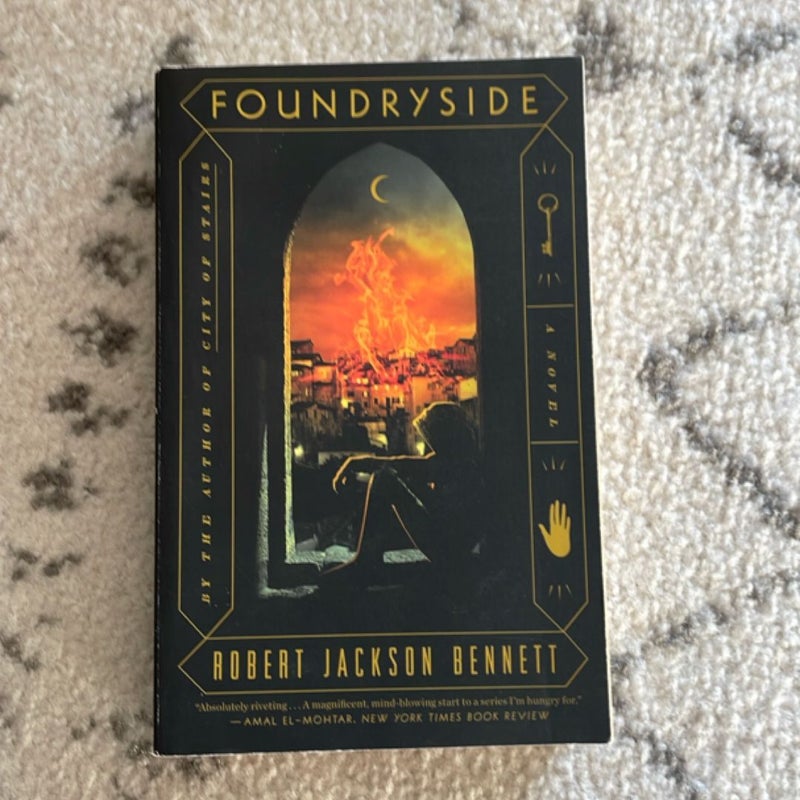 FOUNDRYSIDE
BY THE AUTHOR OF CITY OF STAIRS
A NOVEL
ROBERT JACKSON BENNETT
"Absolutely riveting . . . A magnificent, mind-blowing start to a series I'm hungry for."
—AMAL EL-MOHTAR, NEW YORK TIMES BOOK REVIEW